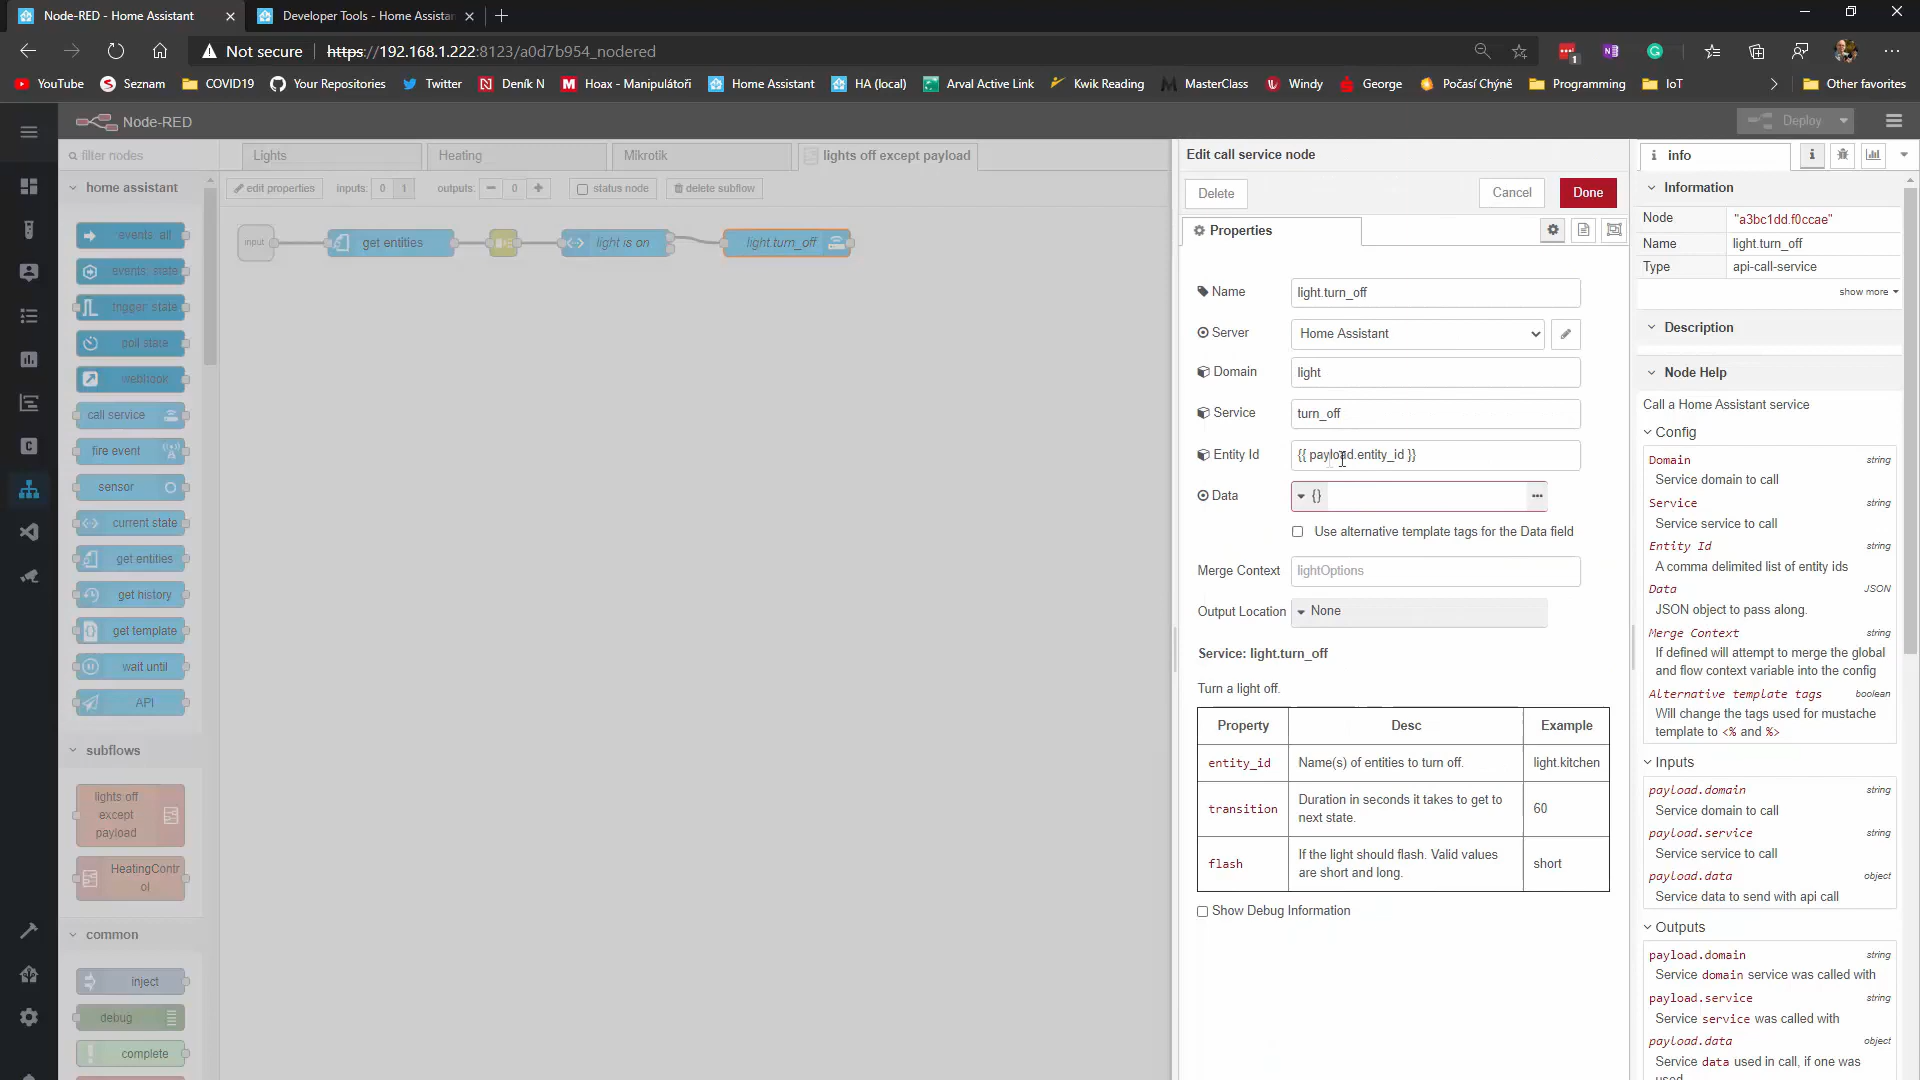 Node-RED - Home Assistant
Developer Tools - Home Assistan
Not secure
https://192.168.1.222:8123/a0d7b954_nodered
1
YouTube
Seznam
COVID19
Your Repositories
Twitter
Deník N
Hoax - Manipulátoři
Home Assistant
HA (local)
Arval Active Link
Kwik Reading
MasterClass
Windy
George
Počasí Chýně
Programming
IoT
Other favorites
Node-RED
Deploy
filter nodes
Lights
Heating
Mikrotik
lights off except payload
edit properties
inputs: 0 1
outputs: 0
status node
delete subflow
home assistant
events: all
events: state
trigger: state
poll state
webhook
call service
fire event
sensor
current state
get entities
get history
get template
wait until
API
subflows
lights off
except
payload
HeatingContr
ol
common
inject
debug
complete
input
get entities
light is on
light.turn_off
Edit call service node
Delete
Cancel
Done
Properties
Name
light.turn_off
Server
Home Assistant
Domain
light
Service
turn_off
Entity Id
{{ payload.entity_id }}
Data
{}
Use alternative template tags for the Data field
Merge Context
lightOptions
Output Location
None
Service: light.turn_off
Turn a light off.
Property Desc Example
entity_id Name(s) of entities to turn off. light.kitchen
transition Duration in seconds it takes to get to next state. 60
flash If the light should flash. Valid values are short and long. short
Show Debug Information
info
Information
Node "a3bc1dd.f0ccae"
Name light.turn_off
Type api-call-service
show more
Description
Node Help
Call a Home Assistant service
Config
Domain string
Service domain to call
Service string
Service service to call
Entity Id string
A comma delimited list of entity ids
Data JSON
JSON object to pass along.
Merge Context string
If defined will attempt to merge the global
and flow context variable into the config
Alternative template tags boolean
Will change the tags used for mustache
template to <% and %>
Inputs
payload.domain string
Service domain to call
payload.service string
Service service to call
payload.data object
Service data to send with api call
Outputs
payload.domain string
Service domain service was called with
payload.service string
Service service was called with
payload.data object
Service data used in call, if one was
used